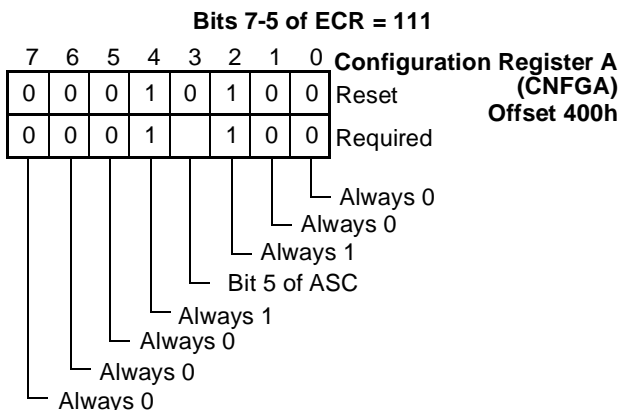 Bits 7-5 of ECR = 111
7 6 5 4 3 2 1 0 Configuration Register A
(CNFGA)
Offset 400h
0 0 0 1 0 1 0 0 Reset
0 0 0 1 1 0 0 Required
Always 0
Always 0
Always 1
Bit 5 of ASC
Always 1
Always 0
Always 0
Always 0